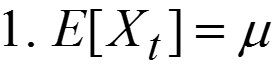 1. E[X_t] = μ